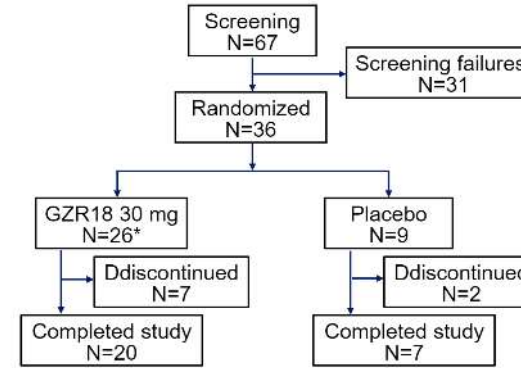 Screening
N=67
Screening failures
N=31
Randomized
N=36
GZR18 30 mg
N=26*
Placebo
N=9
Ddiscontinued
N=7
Ddiscontinued
N=2
Completed study
N=20
Completed study
N=7